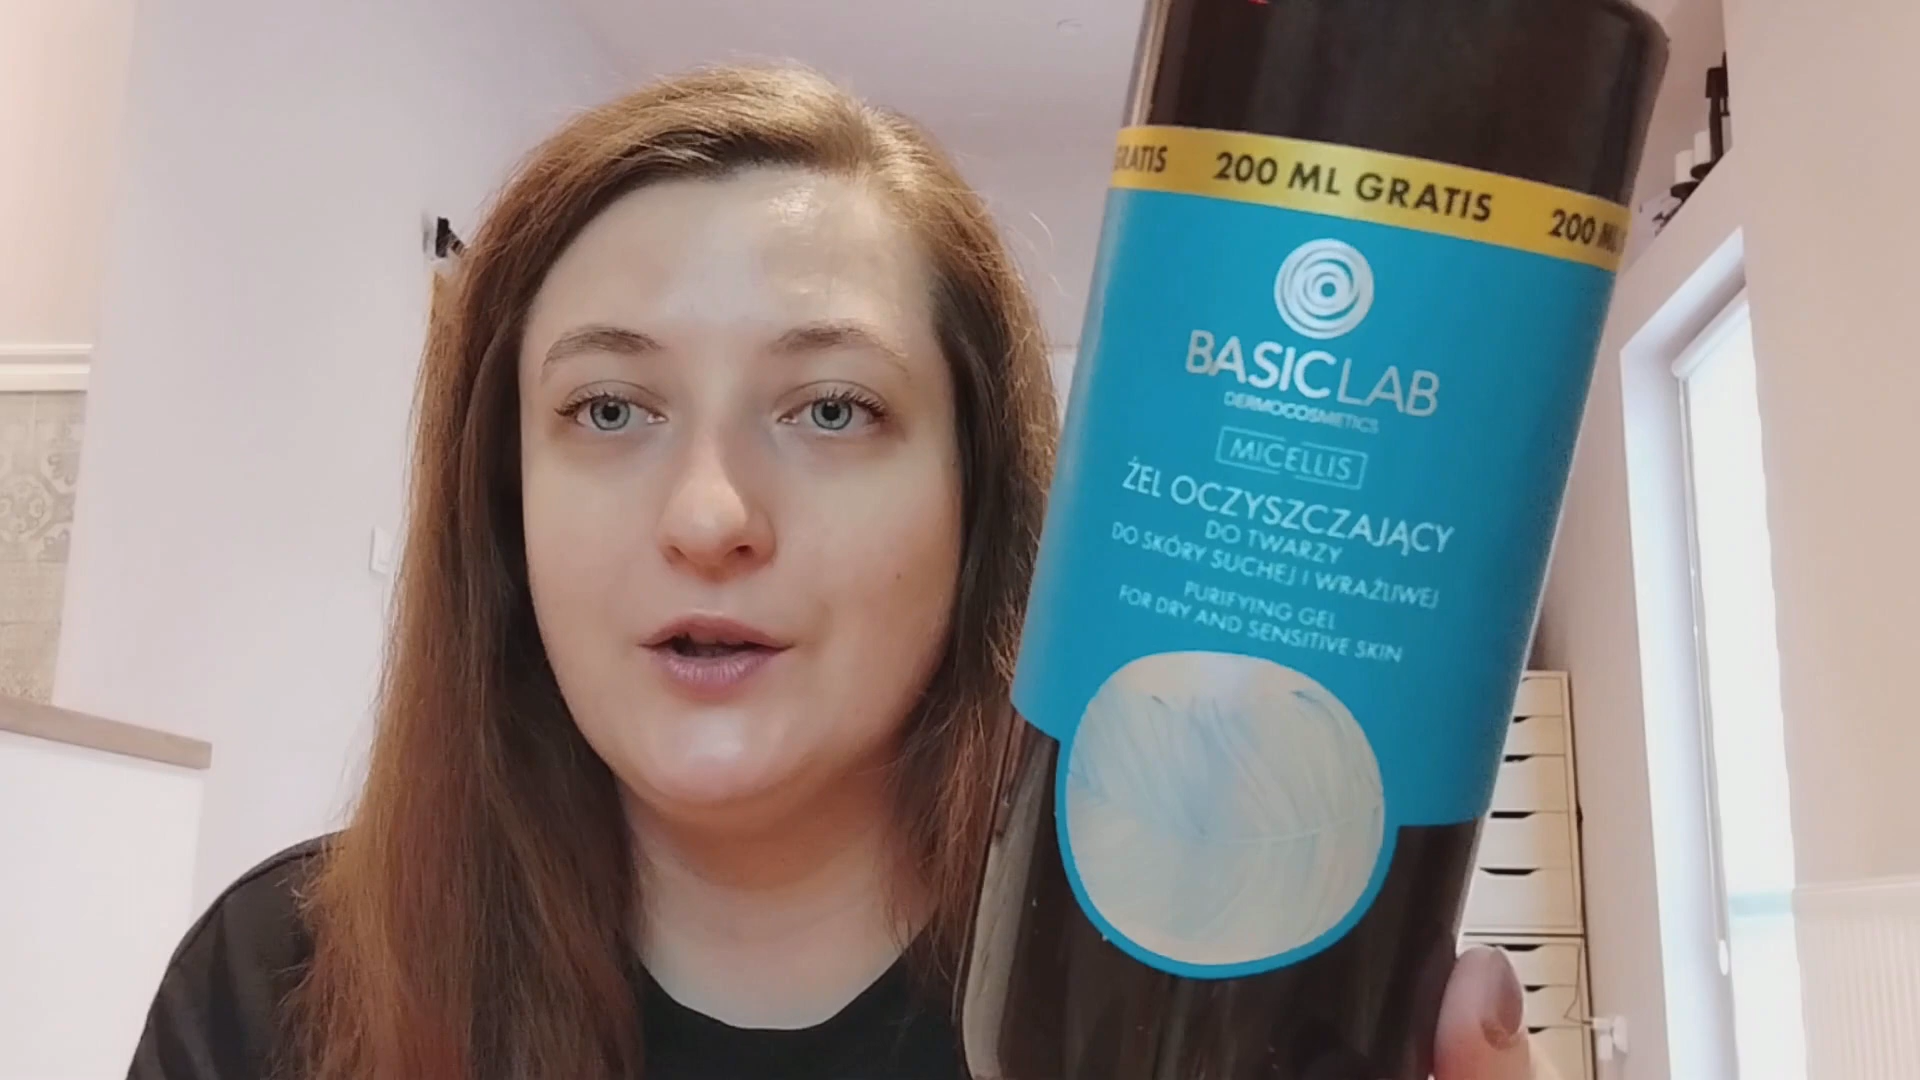 GRATIS 200 ML GRATIS 200 ML
BASICLAB
DERMOCOSMETICS
MICELLIS
ŻEL OCZYSZCZAJĄCY
DO TWARZY
DO SKÓRY SUCHEJ I WRAŻLIWEJ
PURIFYING GEL
FOR DRY AND SENSITIVE SKIN